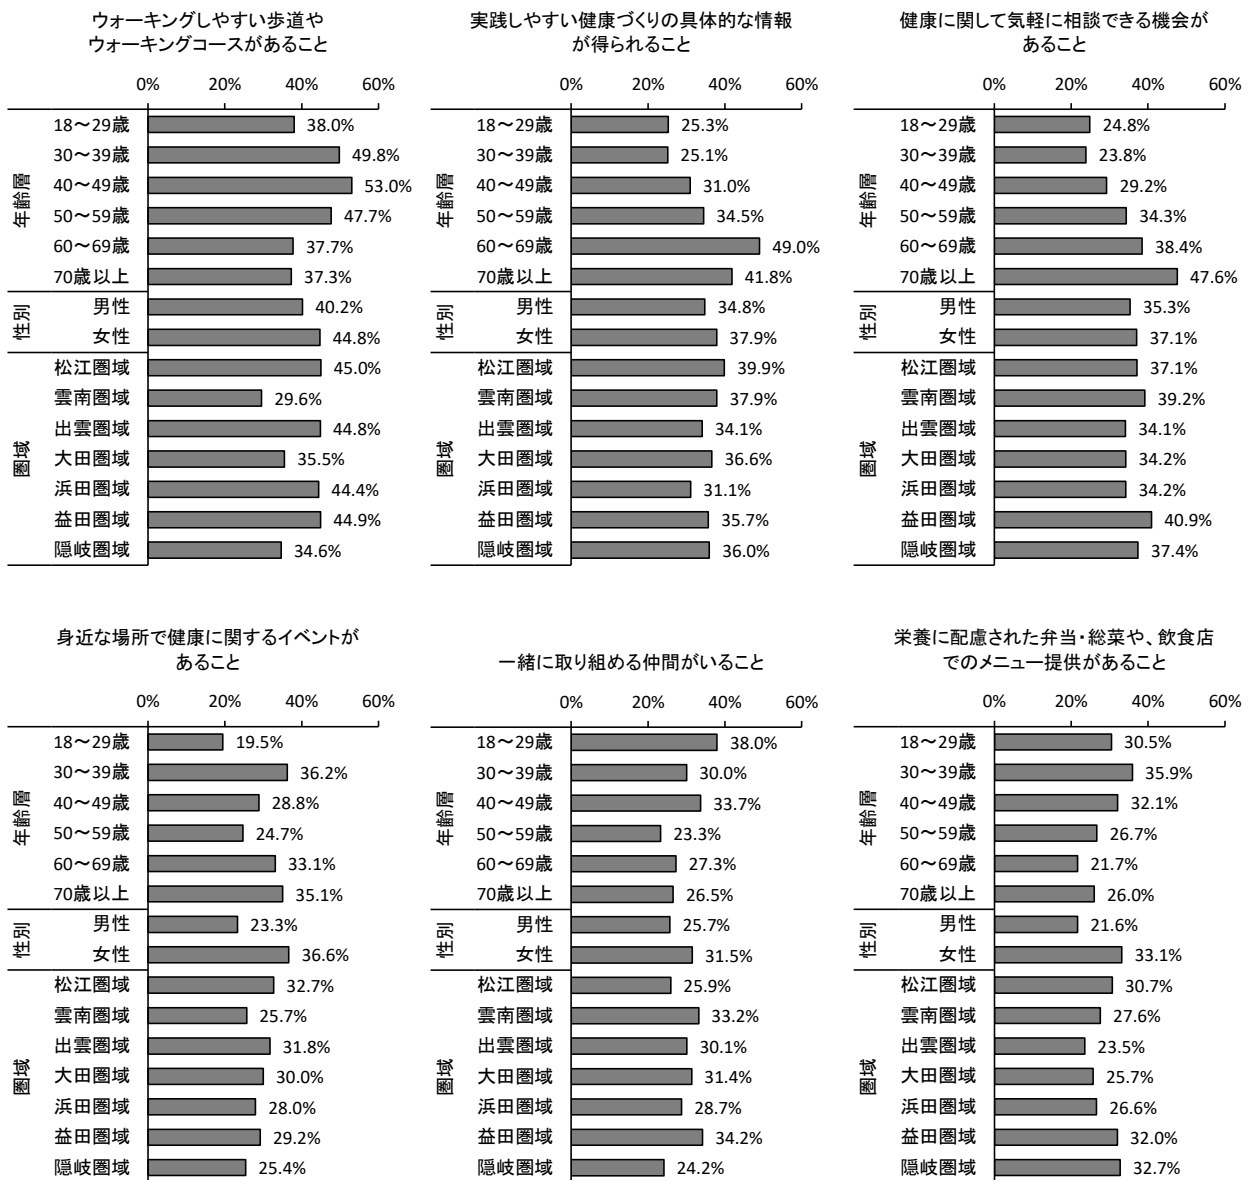 ウォーキングしやすい歩道や
ウォーキングコースがあること
0% 20% 40% 60%
年齢層
18～29歳 38.0%
30～39歳 49.8%
40～49歳 53.0%
50～59歳 47.7%
60～69歳 37.7%
70歳以上 37.3%
性別
男性 40.2%
女性 44.8%
圏域
松江圏域 45.0%
雲南圏域 29.6%
出雲圏域 44.8%
大田圏域 35.5%
浜田圏域 44.4%
益田圏域 44.9%
隠岐圏域 34.6%
実践しやすい健康づくりの具体的な情報
が得られること
0% 20% 40% 60%
年齢層
18～29歳 25.3%
30～39歳 25.1%
40～49歳 31.0%
50～59歳 34.5%
60～69歳 49.0%
70歳以上 41.8%
性別
男性 34.8%
女性 37.9%
圏域
松江圏域 39.9%
雲南圏域 37.9%
出雲圏域 34.1%
大田圏域 36.6%
浜田圏域 31.1%
益田圏域 35.7%
隠岐圏域 36.0%
健康に関して気軽に相談できる機会が
あること
0% 20% 40% 60%
年齢層
18～29歳 24.8%
30～39歳 23.8%
40～49歳 29.2%
50～59歳 34.3%
60～69歳 38.4%
70歳以上 47.6%
性別
男性 35.3%
女性 37.1%
圏域
松江圏域 37.1%
雲南圏域 39.2%
出雲圏域 34.1%
大田圏域 34.2%
浜田圏域 34.2%
益田圏域 40.9%
隠岐圏域 37.4%
身近な場所で健康に関するイベントが
あること
0% 20% 40% 60%
年齢層
18～29歳 19.5%
30～39歳 36.2%
40～49歳 28.8%
50～59歳 24.7%
60～69歳 33.1%
70歳以上 35.1%
性別
男性 23.3%
女性 36.6%
圏域
松江圏域 32.7%
雲南圏域 25.7%
出雲圏域 31.8%
大田圏域 30.0%
浜田圏域 28.0%
益田圏域 29.2%
隠岐圏域 25.4%
一緒に取り組める仲間がいること
0% 20% 40% 60%
年齢層
18～29歳 38.0%
30～39歳 30.0%
40～49歳 33.7%
50～59歳 23.3%
60～69歳 27.3%
70歳以上 26.5%
性別
男性 25.7%
女性 31.5%
圏域
松江圏域 25.9%
雲南圏域 33.2%
出雲圏域 30.1%
大田圏域 31.4%
浜田圏域 28.7%
益田圏域 34.2%
隠岐圏域 24.2%
栄養に配慮された弁当・総菜や、飲食店
でのメニュー提供があること
0% 20% 40% 60%
年齢層
18～29歳 30.5%
30～39歳 35.9%
40～49歳 32.1%
50～59歳 26.7%
60～69歳 21.7%
70歳以上 26.0%
性別
男性 21.6%
女性 33.1%
圏域
松江圏域 30.7%
雲南圏域 27.6%
出雲圏域 23.5%
大田圏域 25.7%
浜田圏域 26.6%
益田圏域 32.0%
隠岐圏域 32.7%